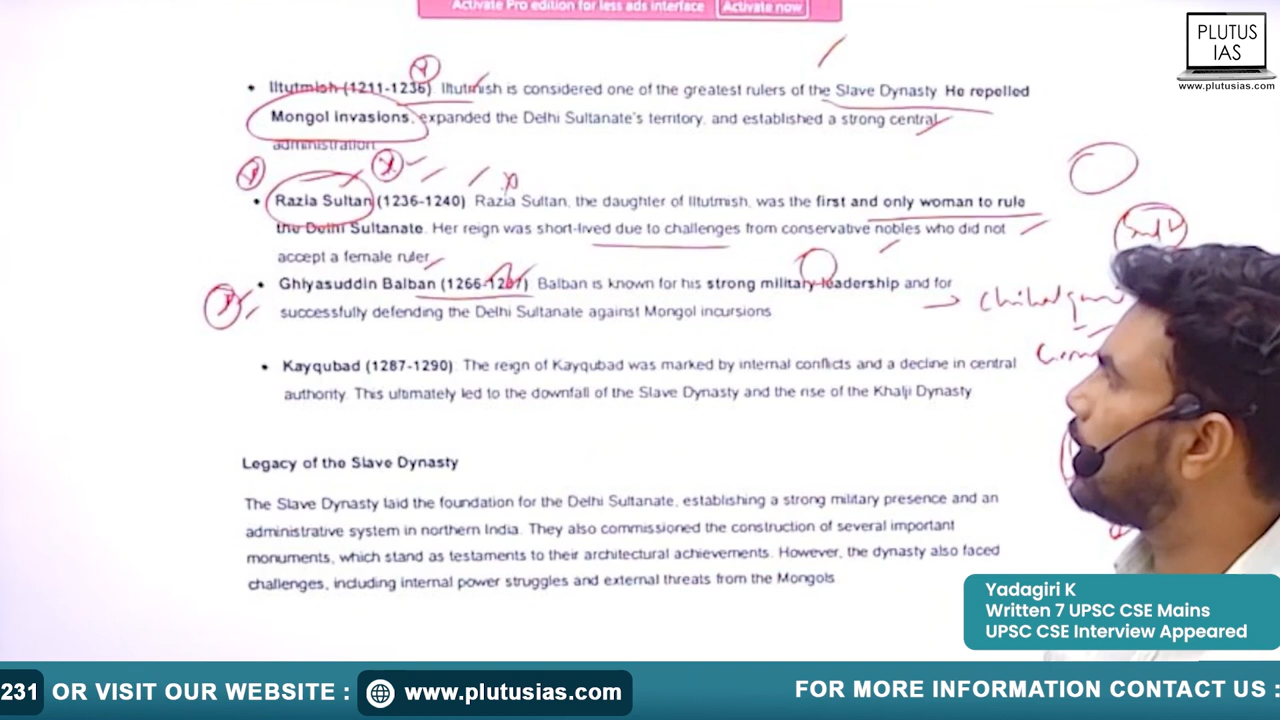 Activate Pro edition for less ads interface Activate now
PLUTUS
IAS
www.plutusias.com
• Iltutmish (1211-1236) Iltutmish is considered one of the greatest rulers of the Slave Dynasty He repelled
Mongol invasions, expanded the Delhi Sultanate's territory, and established a strong central
administration
• Razia Sultan (1236-1240) Razia Sultan, the daughter of Iltutmish, was the first and only woman to rule
the Delhi Sultanate. Her reign was short-lived due to challenges from conservative nobles who did not
accept a female ruler
• Ghiyasuddin Balban (1266-1287) Balban is known for his strong military leadership and for
successfully defending the Delhi Sultanate against Mongol incursions
• Kayqubad (1287-1290) The reign of Kayqubad was marked by internal conflicts and a decline in central
authority. This ultimately led to the downfall of the Slave Dynasty and the rise of the Khalji Dynasty
Legacy of the Slave Dynasty
The Slave Dynasty laid the foundation for the Delhi Sultanate, establishing a strong military presence and an
administrative system in northern India. They also commissioned the construction of several important
monuments, which stand as testaments to their architectural achievements. However, the dynasty also faced
challenges, including internal power struggles and external threats from the Mongols
Yadagiri K
Written 7 UPSC CSE Mains
UPSC CSE Interview Appeared
231 OR VISIT OUR WEBSITE : www.plutusias.com FOR MORE INFORMATION CONTACT US :